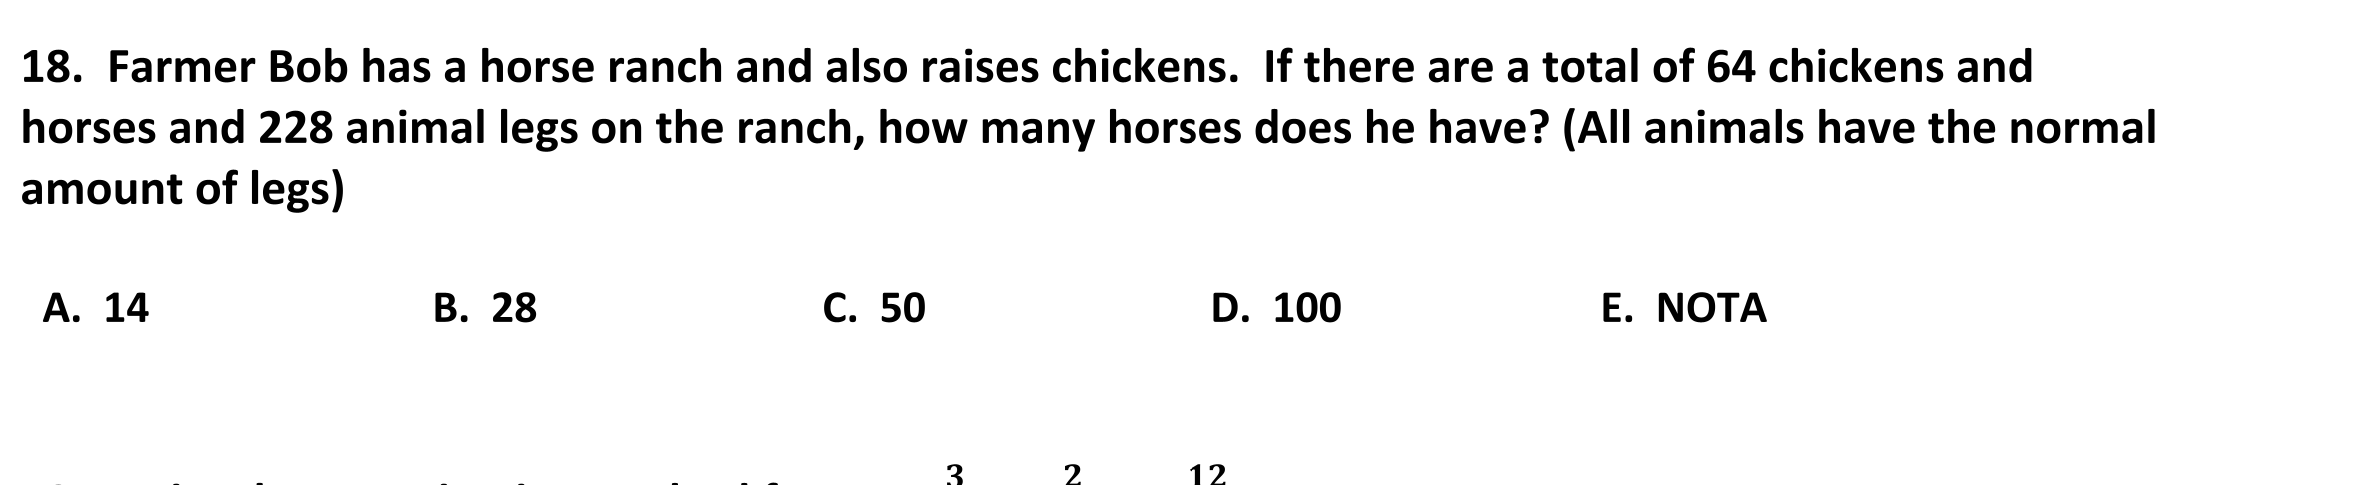 18.  Farmer Bob has a horse ranch and also raises chickens.  If there are a total of 64 chickens and
horses and 228 animal legs on the ranch, how many horses does he have? (All animals have the normal
amount of legs)
A.  14 B.  28 C.  50 D.  100 E.  NOTA
3 2 12